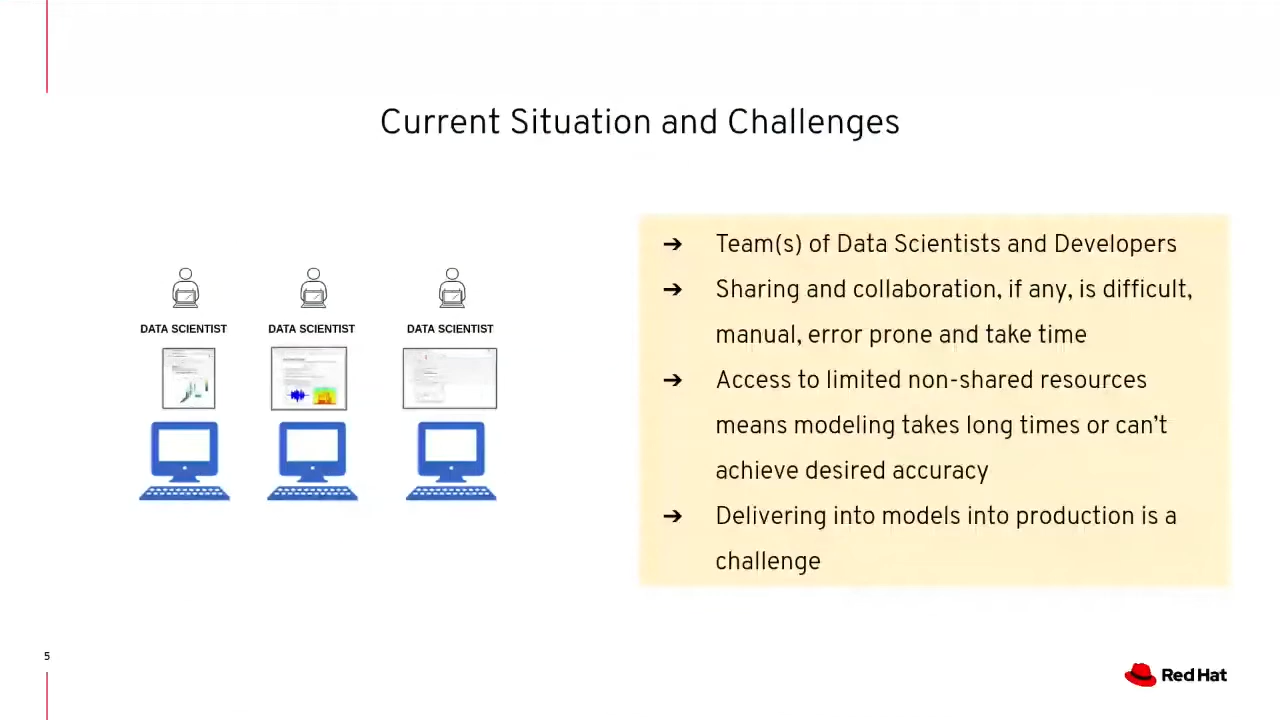 Current Situation and Challenges
DATA SCIENTIST
DATA SCIENTIST
DATA SCIENTIST
➔ Team(s) of Data Scientists and Developers
➔ Sharing and collaboration, if any, is difficult,
manual, error prone and take time
➔ Access to limited non-shared resources
means modeling takes long times or can’t
achieve desired accuracy
➔ Delivering into models into production is a
challenge
5
Red Hat